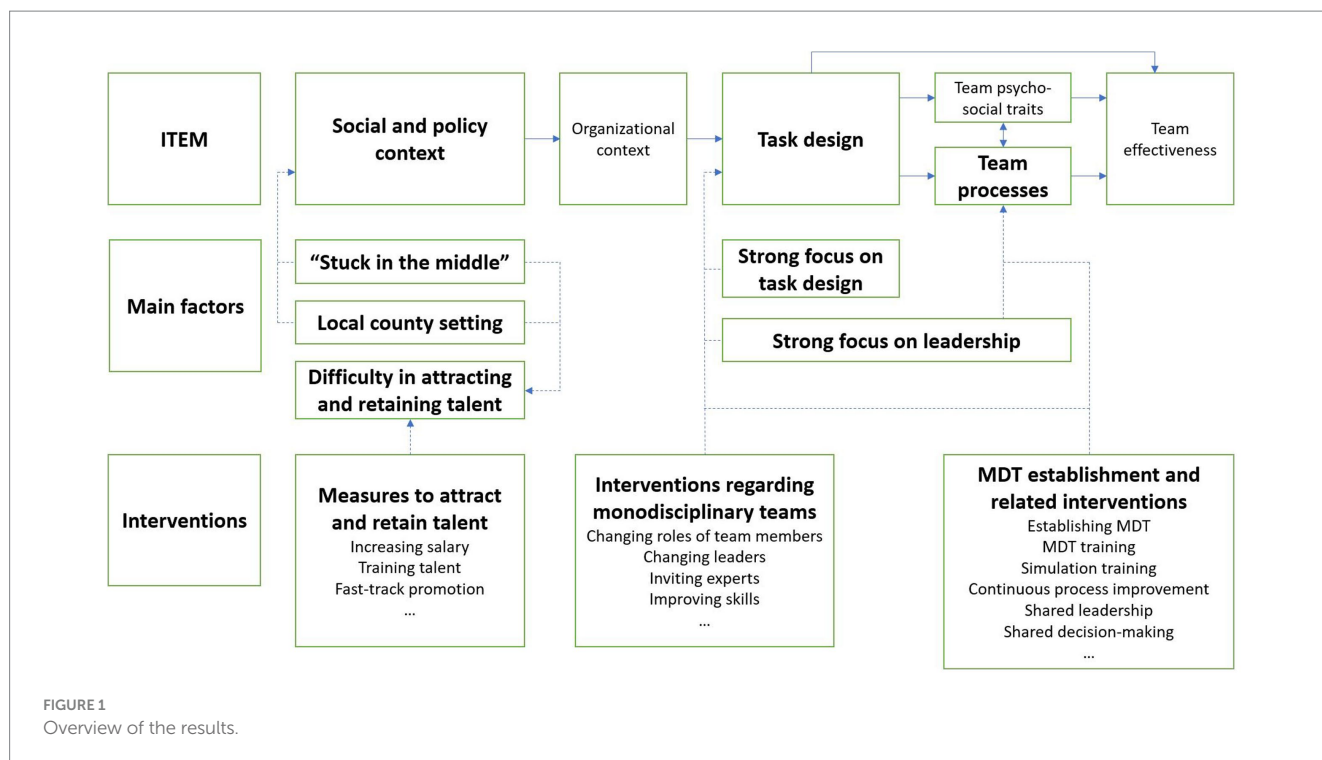 ITEM
Social and policy
context
Organizational
context
Task design
Team psycho-
social traits
Team
processes
Team
effectiveness
Main factors
“Stuck in the middle”
Local county setting
Difficulty in attracting
and retaining talent
Strong focus on
task design
Strong focus on leadership
Interventions
Measures to attract
and retain talent
Increasing salary
Training talent
Fast-track promotion
...
Interventions regarding
monodisciplinary teams
Changing roles of team members
Changing leaders
Inviting experts
Improving skills
...
MDT establishment and
related interventions
Establishing MDT
MDT training
Simulation training
Continuous process improvement
Shared leadership
Shared decision-making
...
FIGURE 1
Overview of the results.